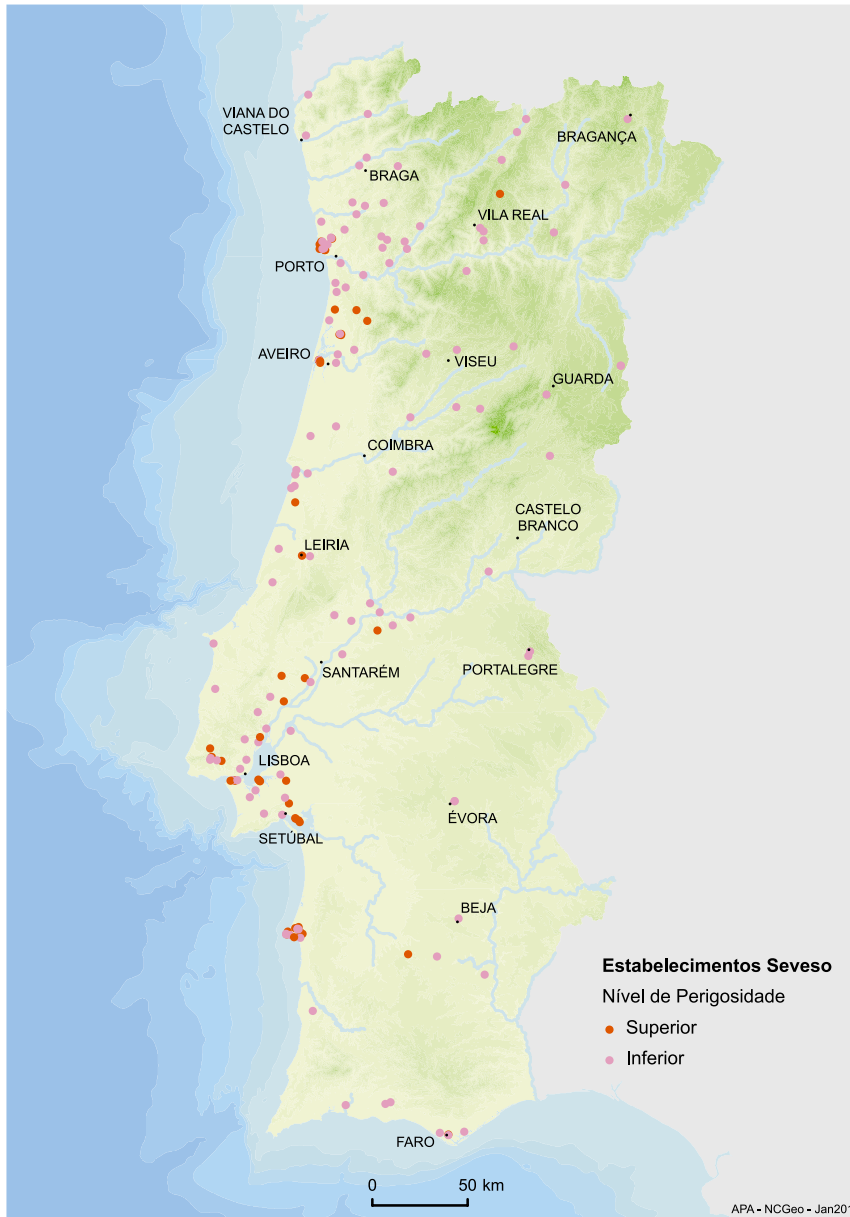 VIANA DO
CASTELO
BRAGANÇA
BRAGA
VILA REAL
PORTO
AVEIRO
VISEU
GUARDA
COIMBRA
CASTELO
BRANCO
LEIRIA
SANTARÉM
PORTALEGRE
LISBOA
ÉVORA
SETÚBAL
BEJA
Estabelecimentos Seveso
Nível de Perigosidade
Superior
Inferior
FARO
0 50 km
APA - NCGeo - Jan201